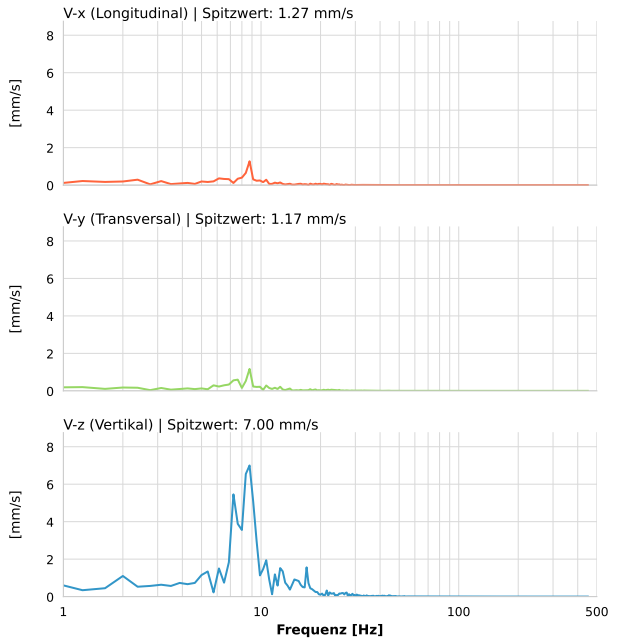 V-x (Longitudinal) | Spitzwert: 1.27 mm/s
8
6
4
2
0
[mm/s]
V-y (Transversal) | Spitzwert: 1.17 mm/s
8
6
4
2
0
[mm/s]
V-z (Vertikal) | Spitzwert: 7.00 mm/s
8
6
4
2
0
[mm/s]
1 10 100 500
Frequenz [Hz]